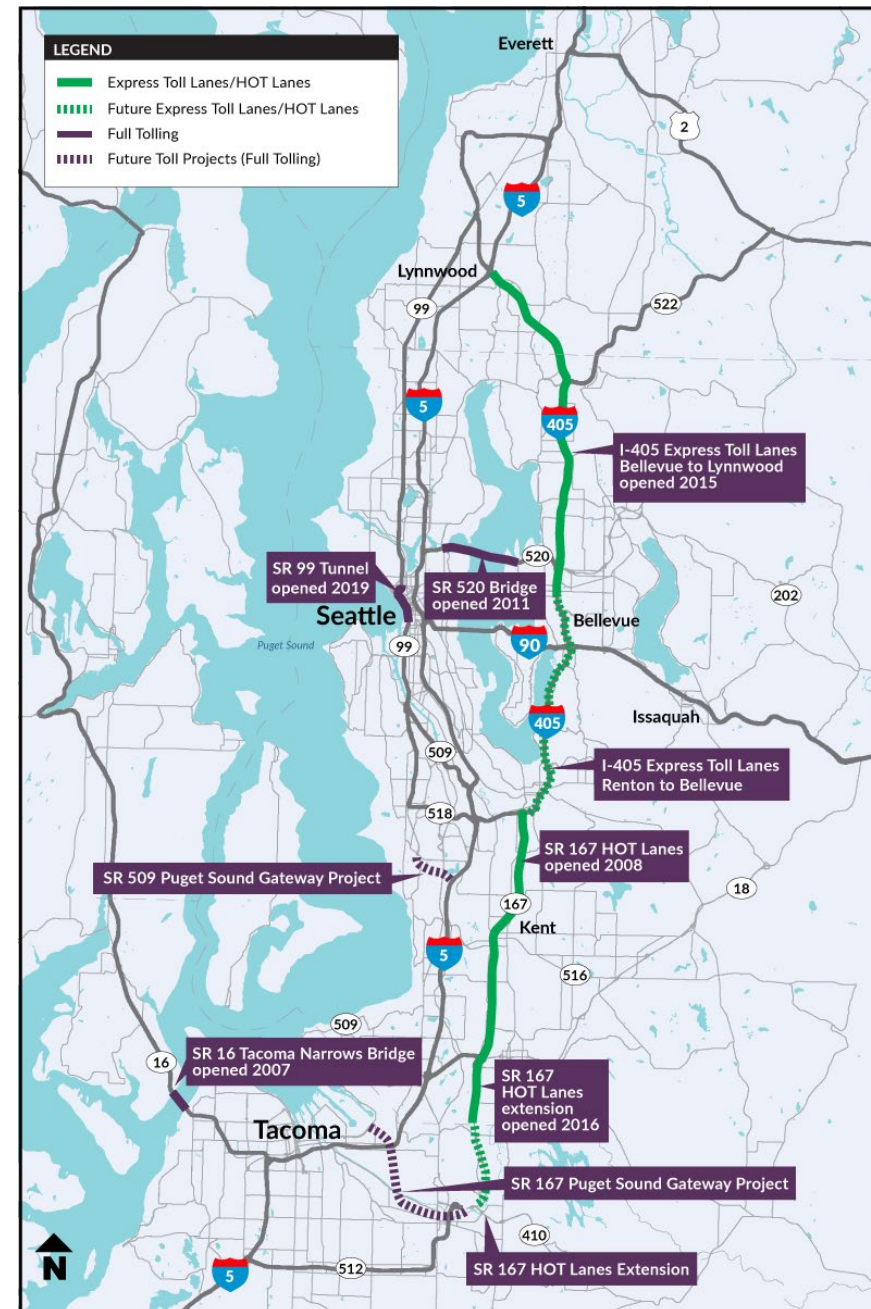 Everett
LEGEND
Express Toll Lanes/HOT Lanes
Future Express Toll Lanes/HOT Lanes
Full Tolling
Future Toll Projects (Full Tolling)
2
5
Lynnwood
99
522
5
405
I-405 Express Toll Lanes
Bellevue to Lynnwood
opened 2015
520
SR 99 Tunnel
opened 2019
SR 520 Bridge
opened 2011
202
Seattle
Bellevue
Puget Sound
99
90
Issaquah
405
509
I-405 Express Toll Lanes
Renton to Bellevue
518
SR 167 HOT Lanes
opened 2008
SR 509 Puget Sound Gateway Project
18
167
Kent
5
516
509
SR 16 Tacoma Narrows Bridge
opened 2007
16
SR 167
HOT Lanes
extension
opened 2016
Tacoma
SR 167 Puget Sound Gateway Project
410
N
5
512
SR 167 HOT Lanes Extension